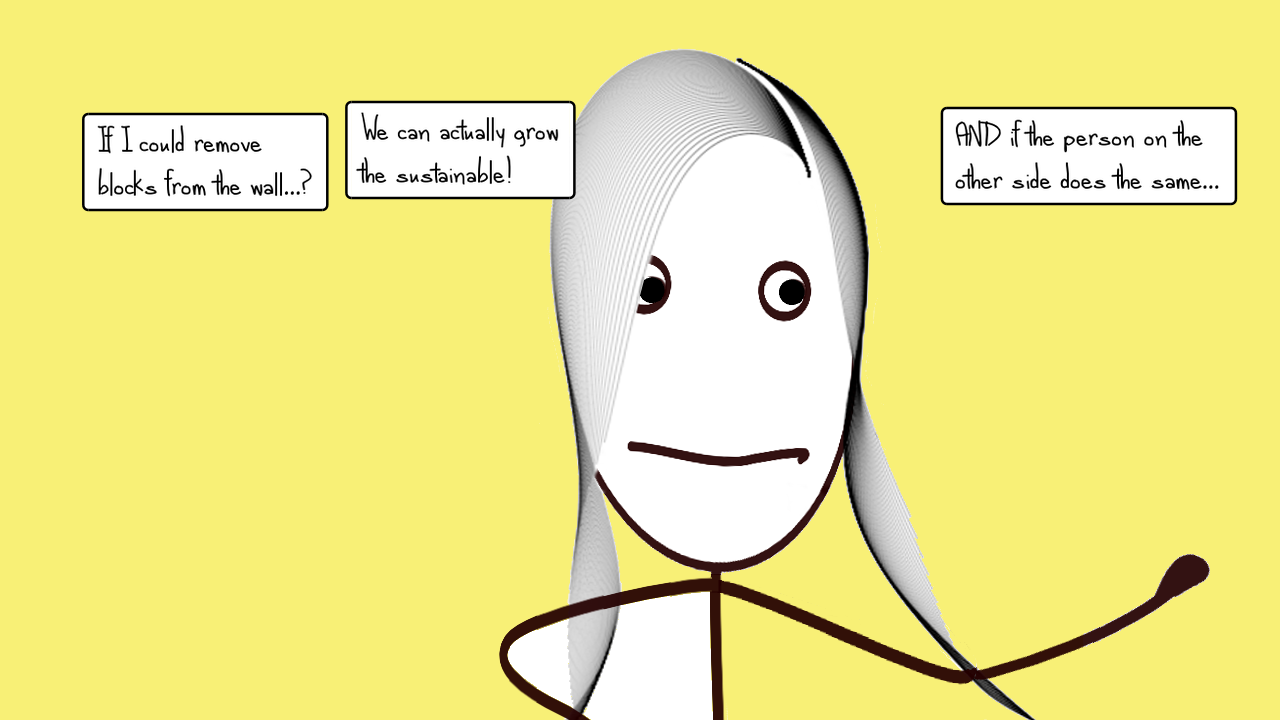 If I could remove
blocks from the wall...?
We can actually grow
the sustainable!
AND if the person on the
other side does the same...